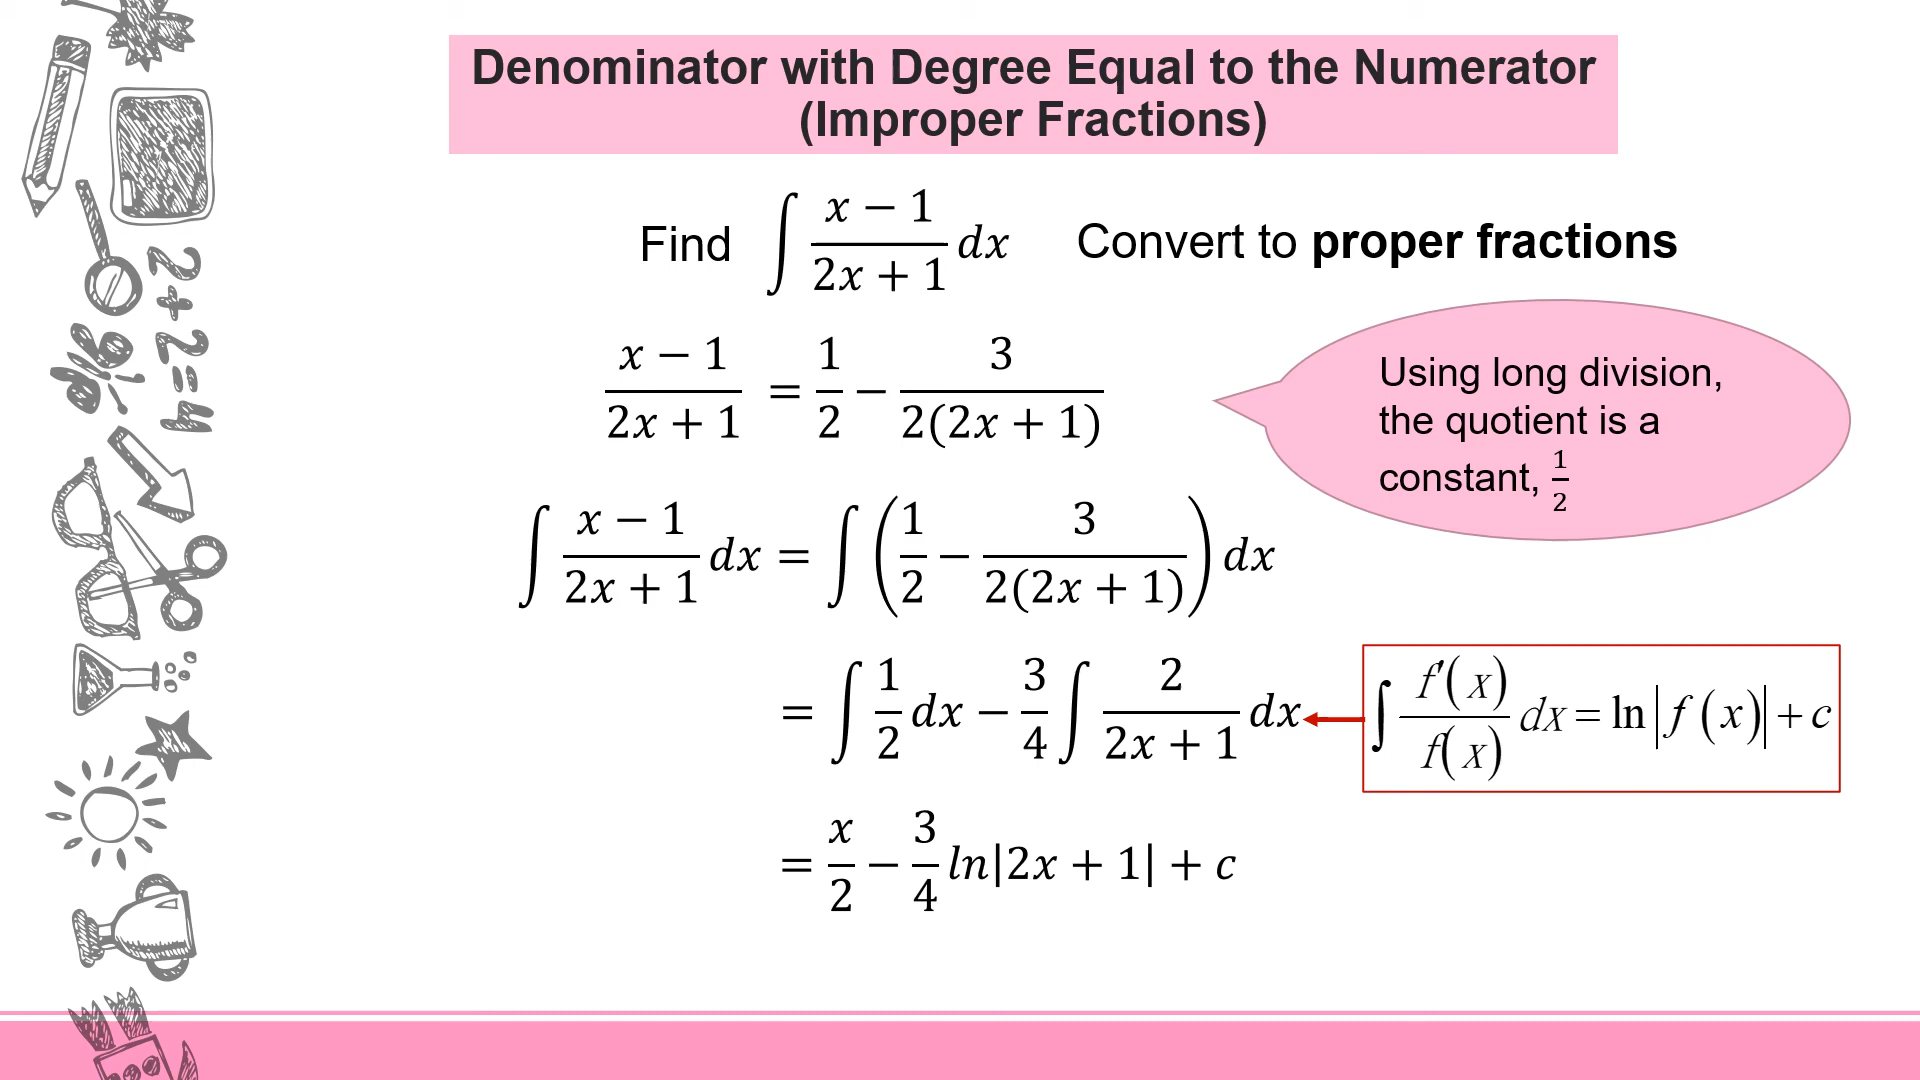 Denominator with Degree Equal to the Numerator
(Improper Fractions)
Find ∫ (x − 1)/(2x + 1) dx Convert to proper fractions
(x − 1)/(2x + 1) = 1/2 − 3/(2(2x + 1))
Using long division,
the quotient is a
constant, 1/2
∫ (x − 1)/(2x + 1) dx = ∫ (1/2 − 3/(2(2x + 1))) dx
= ∫ 1/2 dx − 3/4 ∫ 2/(2x + 1) dx
∫ f′(x)/f(x) dx = ln|f(x)| + c
= x/2 − 3/4 ln|2x + 1| + c
2+2=4
%